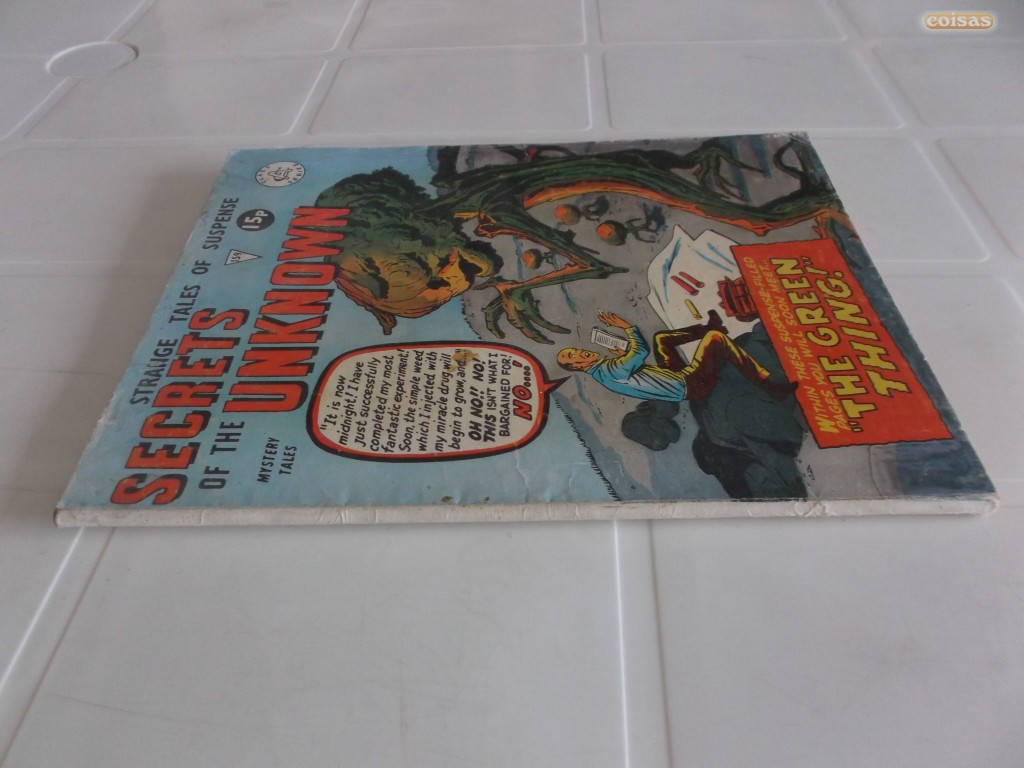 coisas
STRANGE TALES OF SUSPENSE
15p
SECRETS
OF THE UNKNOWN
MYSTERY
TALES
"It is now
midnight! I have
just successfully
completed my most
fantastic experiment!
Soon, the simple weed
which I injected with
my miracle drug will
begin to grow, and..."
OH NO!! NO!
THIS ISN'T WHAT I
BARGAINED FOR!
NO....!
WITHIN THESE SUSPENSE-FILLED
PAGES YOU WILL SOON MEET..
"THE GREEN
THING!"